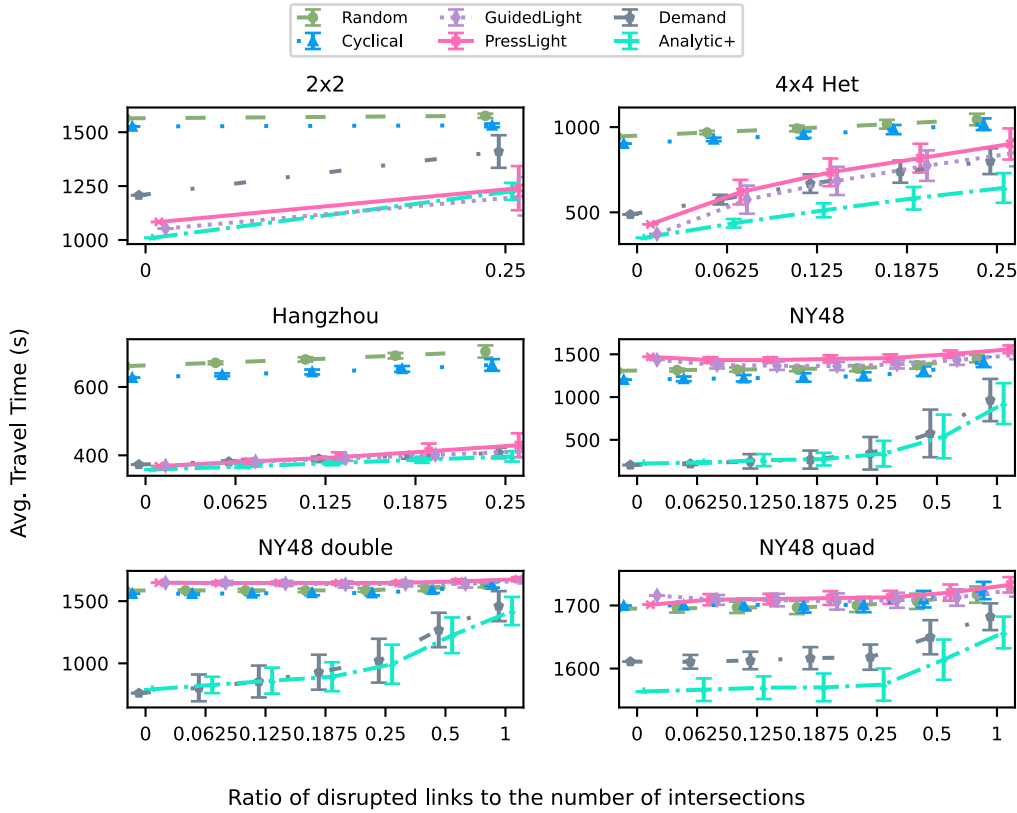 Random GuidedLight Demand
Cyclical PressLight Analytic+
2x2 4x4 Het
1500
1250
1000
0 0.25
1000
500
0 0.0625 0.125 0.1875 0.25
Hangzhou NY48
600
400
0 0.0625 0.125 0.1875 0.25
1500
1000
500
0 0.0625 0.125 0.1875 0.25 0.5 1
NY48 double NY48 quad
1500
1000
0 0.0625 0.125 0.1875 0.25 0.5 1
1700
1600
0 0.0625 0.125 0.1875 0.25 0.5 1
Avg. Travel Time (s)
Ratio of disrupted links to the number of intersections